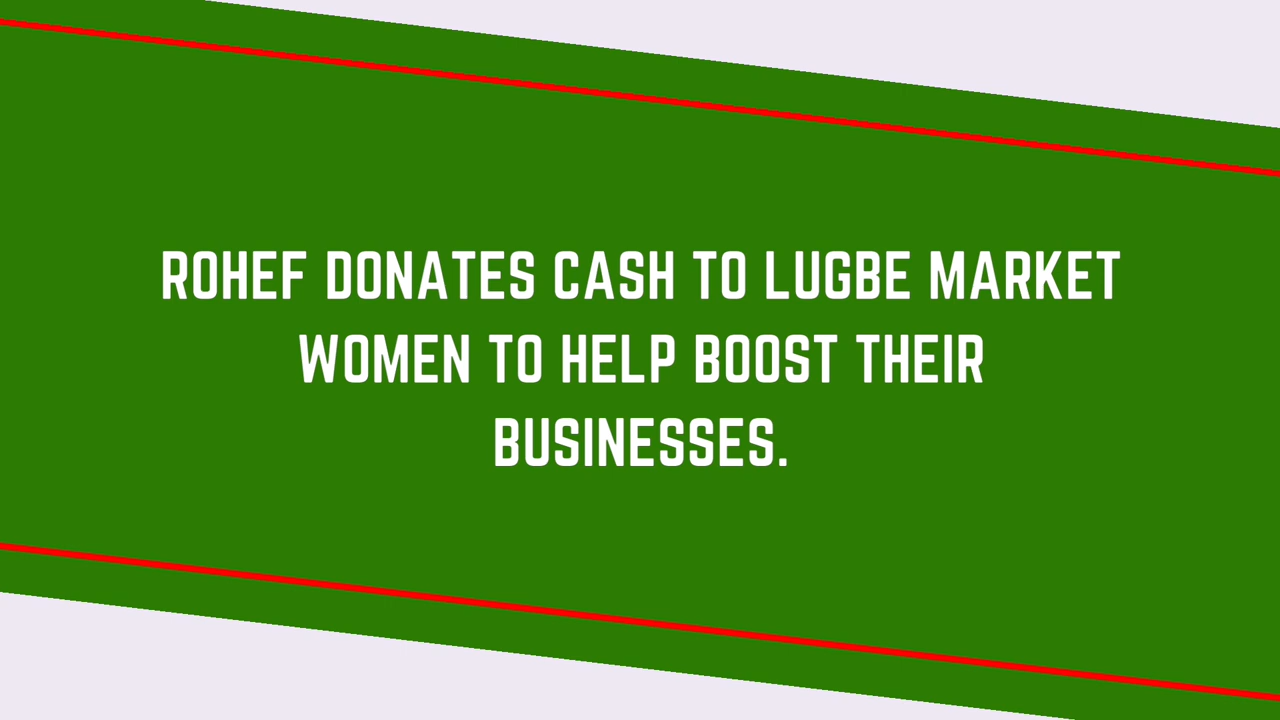 ROHEF DONATES CASH TO LUGBE MARKET
WOMEN TO HELP BOOST THEIR
BUSINESSES.